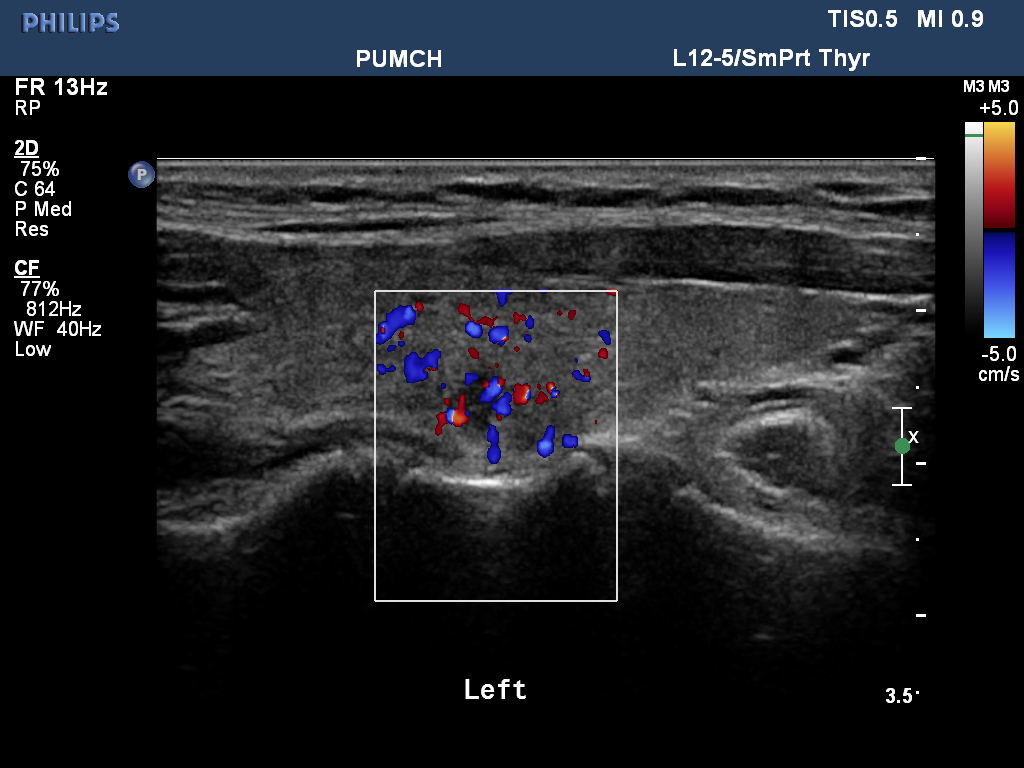 PHILIPS
TIS0.5 MI 0.9
PUMCH
L12-5/SmPrt Thyr
FR 13Hz
RP
2D
75%
C 64
P Med
Res
CF
77%
812Hz
WF 40Hz
Low
P
M3 M3
+5.0
-5.0
cm/s
x
Left
3.5